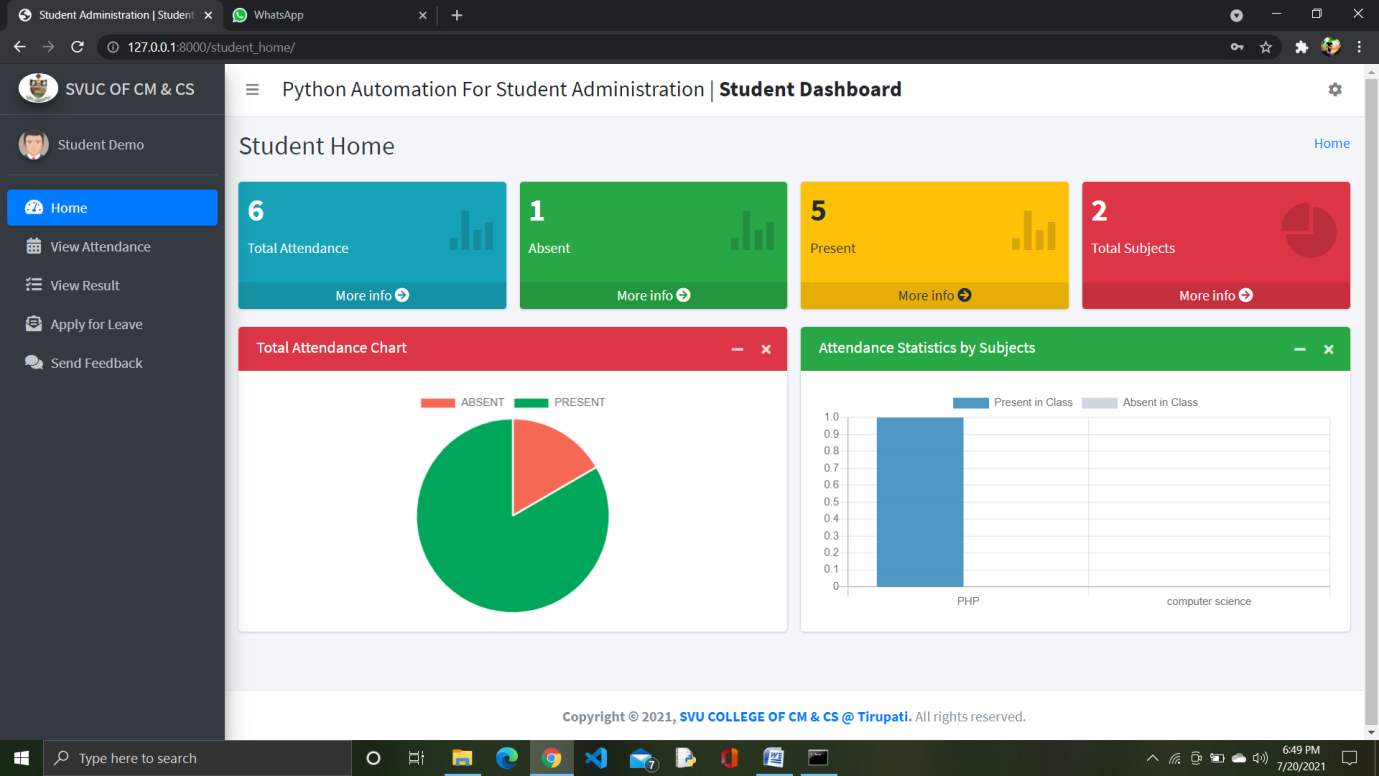 Student Administration | Student
WhatsApp
127.0.0.1:8000/student_home/
SVUC OF CM & CS
Python Automation For Student Administration | Student Dashboard
Student Demo
Home
View Attendance
View Result
Apply for Leave
Send Feedback
Student Home
Home
6
Total Attendance
More info
1
Absent
More info
5
Present
More info
2
Total Subjects
More info
Total Attendance Chart
ABSENT PRESENT
Attendance Statistics by Subjects
Present in Class Absent in Class
1.0
0.9
0.8
0.7
0.6
0.5
0.4
0.3
0.2
0.1
0
PHP computer science
Copyright © 2021, SVU COLLEGE OF CM & CS @ Tirupati. All rights reserved.
Type here to search
7
6:49 PM
7/20/2021